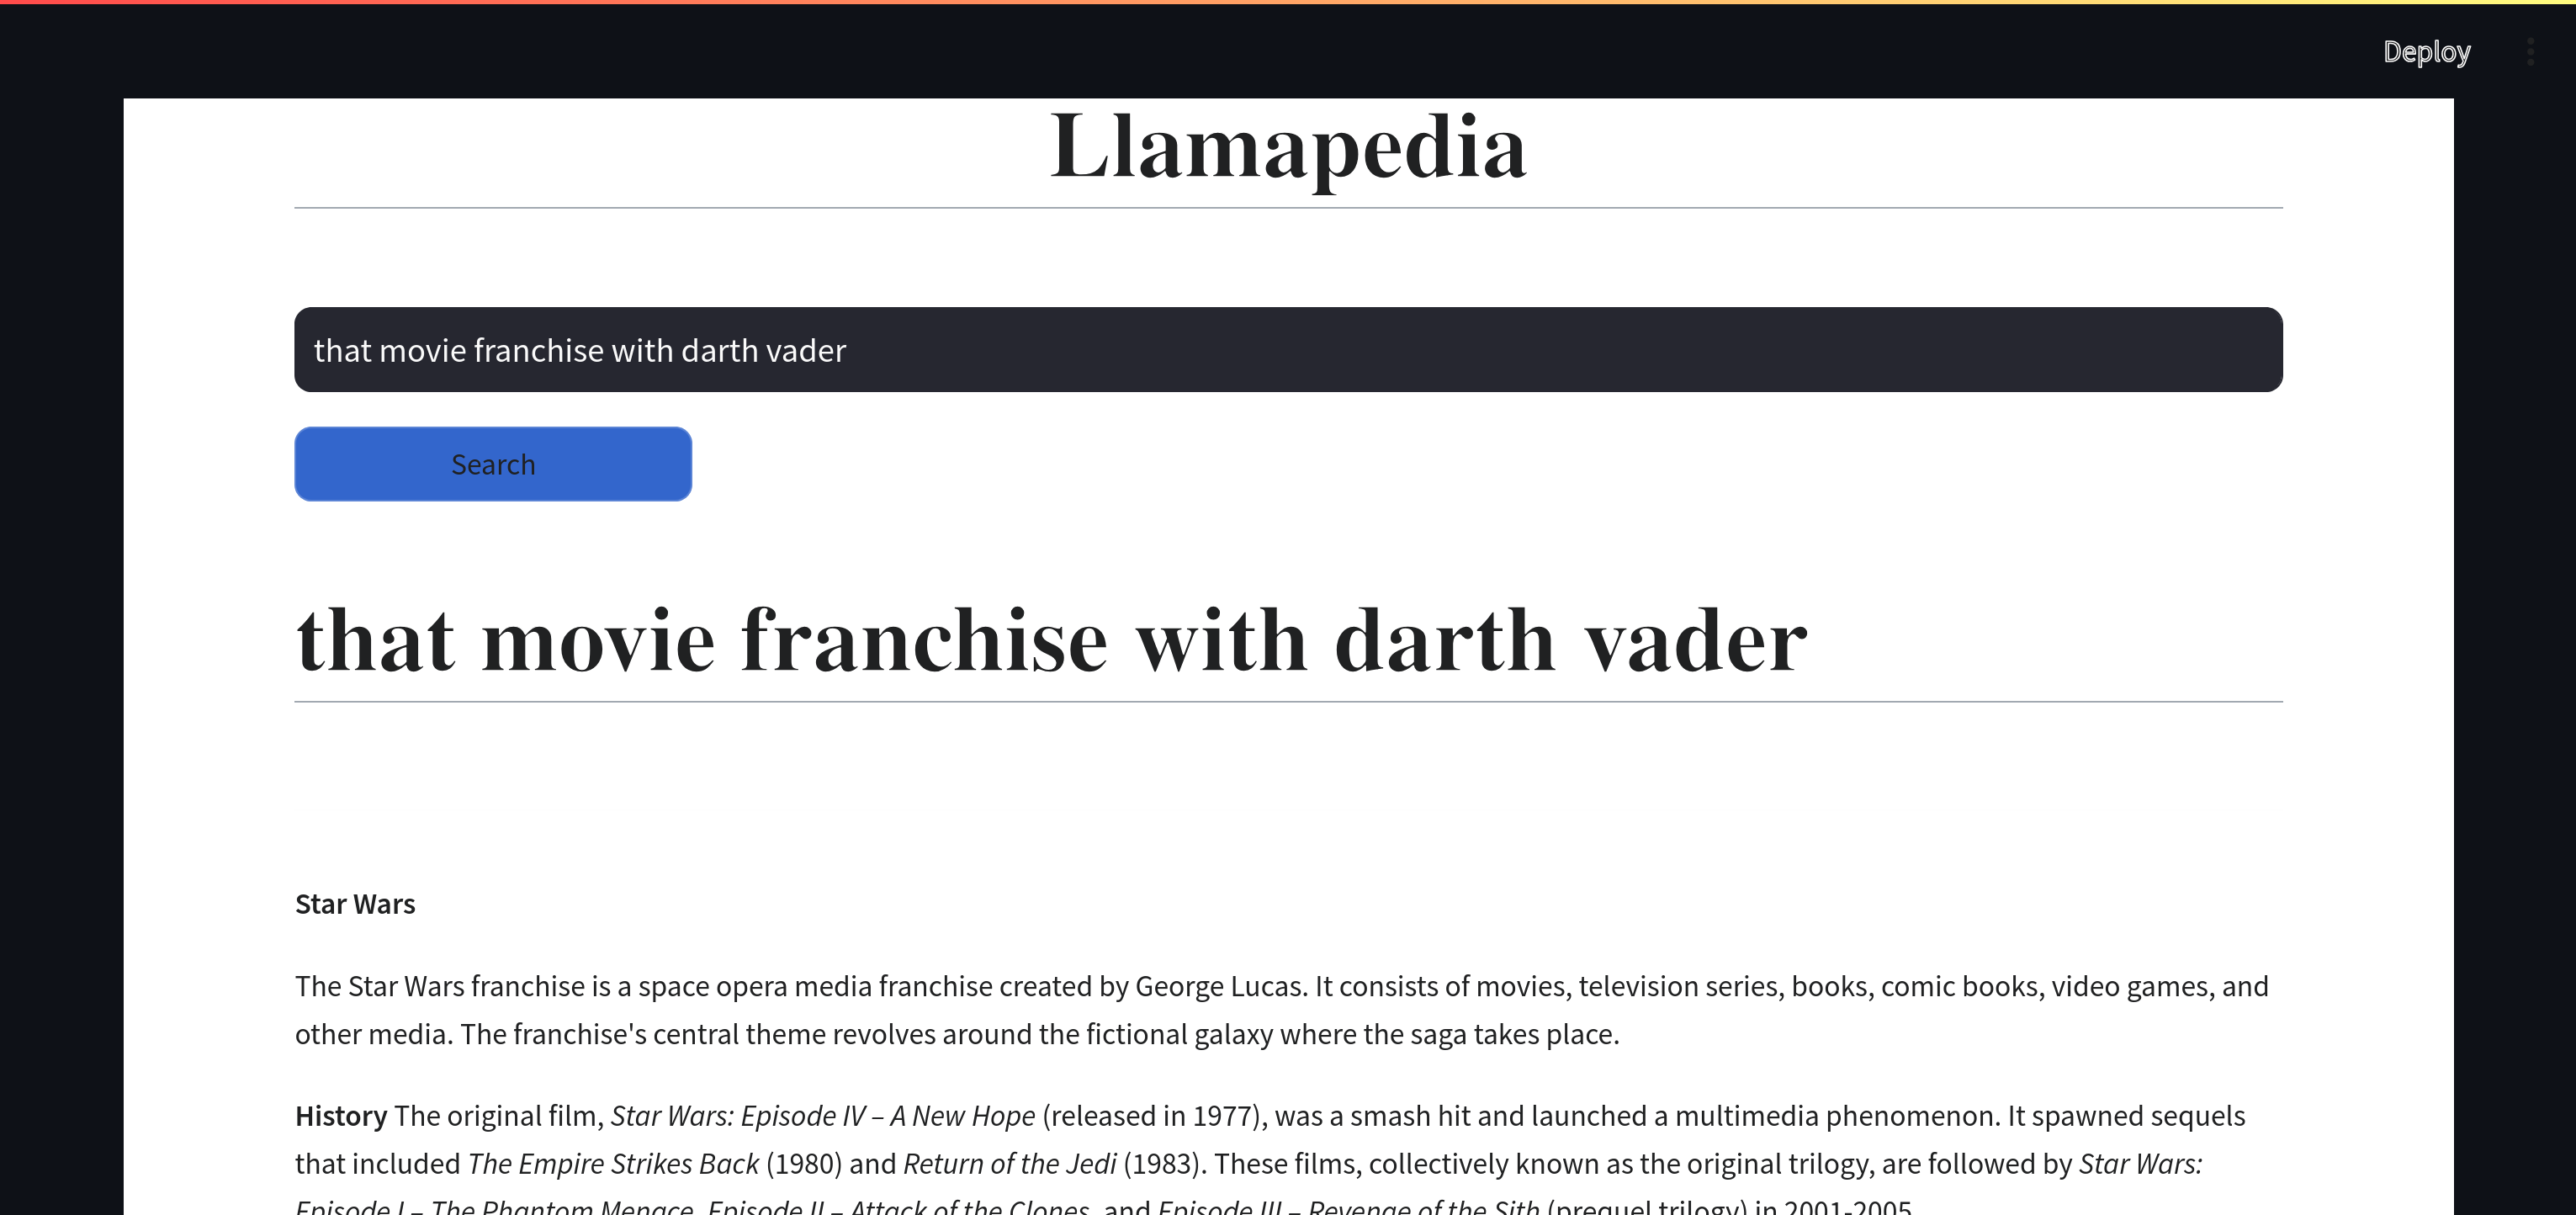 Deploy
Llamapedia
that movie franchise with darth vader
Search
that movie franchise with darth vader
Star Wars
The Star Wars franchise is a space opera media franchise created by George Lucas. It consists of movies, television series, books, comic books, video games, and
other media. The franchise's central theme revolves around the fictional galaxy where the saga takes place.
History The original film, Star Wars: Episode IV – A New Hope (released in 1977), was a smash hit and launched a multimedia phenomenon. It spawned sequels
that included The Empire Strikes Back (1980) and Return of the Jedi (1983). These films, collectively known as the original trilogy, are followed by Star Wars:
Episode I – The Phantom Menace, Episode II – Attack of the Clones, and Episode III – Revenge of the Sith (prequel trilogy) in 2001-2005.